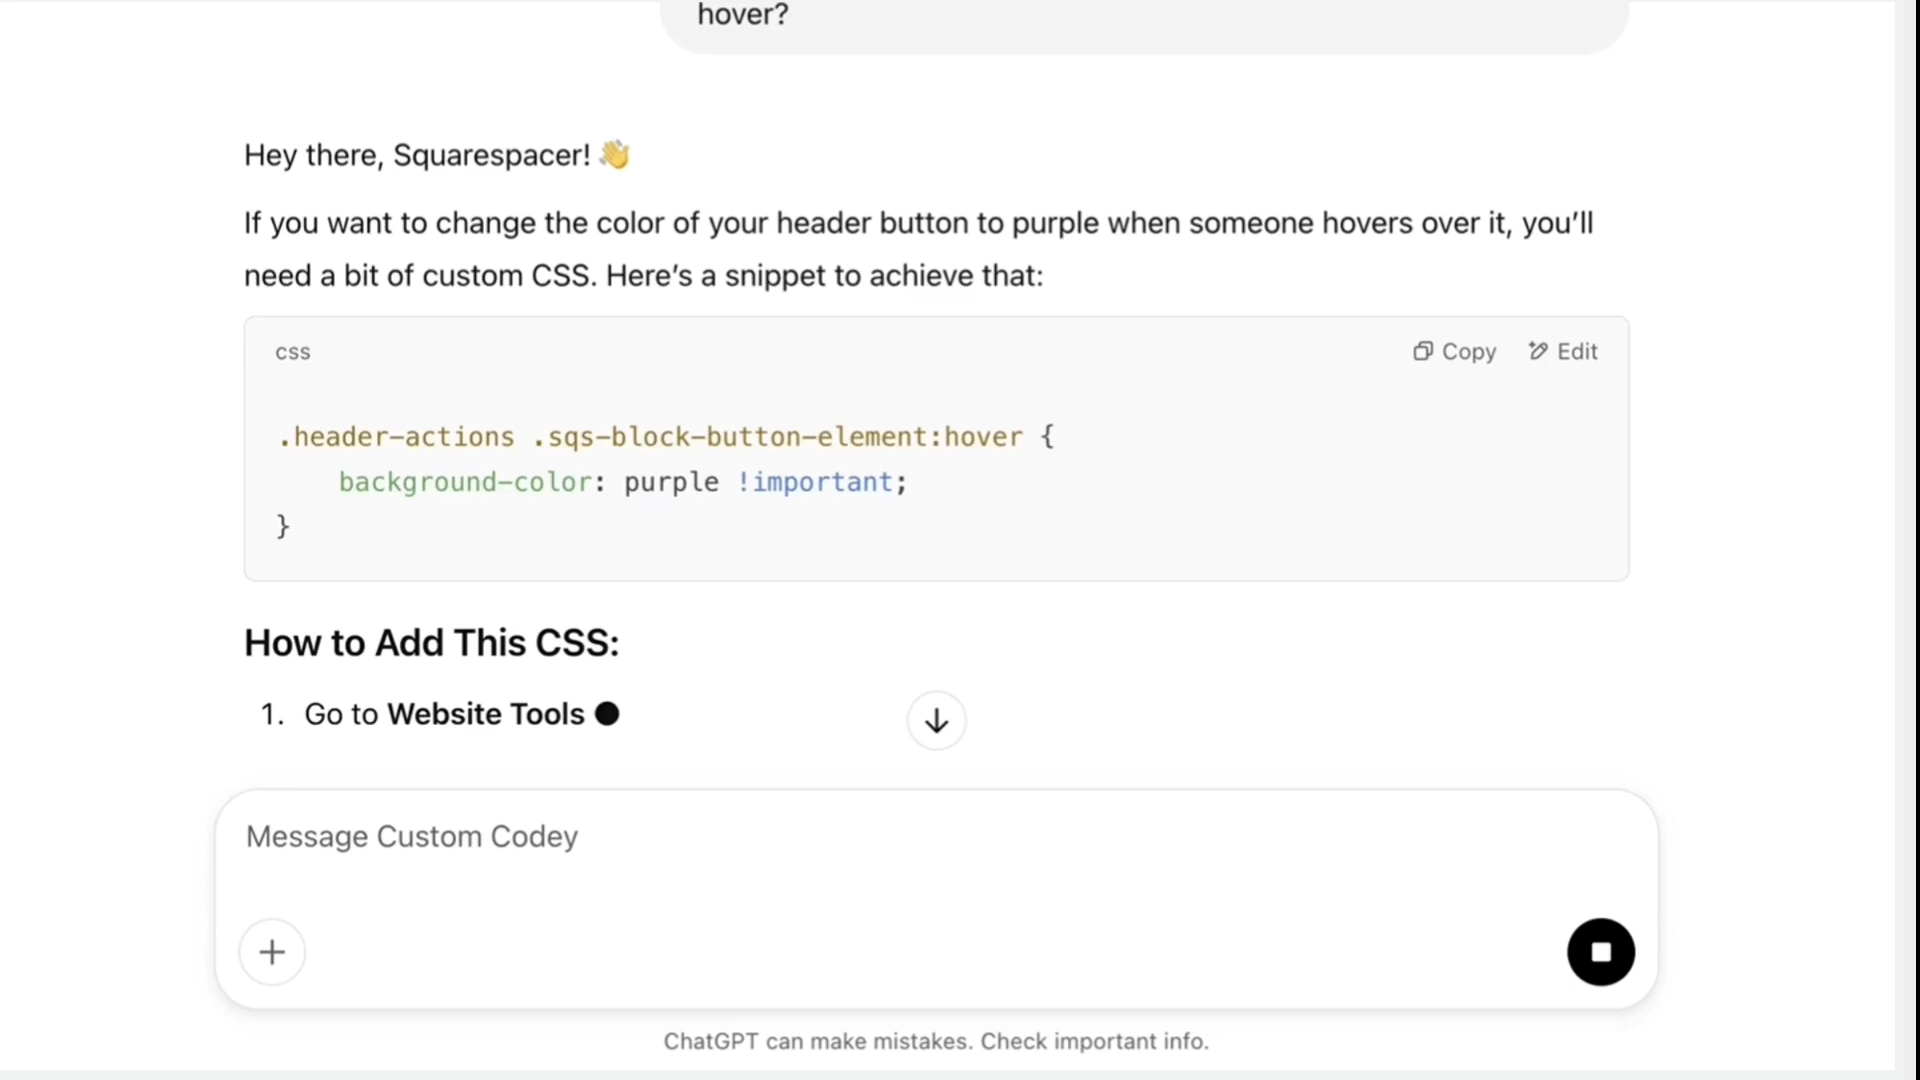 hover?
Hey there, Squarespacer! 👋
If you want to change the color of your header button to purple when someone hovers over it, you’ll
need a bit of custom CSS. Here’s a snippet to achieve that:
css
Copy
Edit
.header-actions .sqs-block-button-element:hover {
    background-color: purple !important;
}
How to Add This CSS:
1. Go to Website Tools
Message Custom Codey
ChatGPT can make mistakes. Check important info.